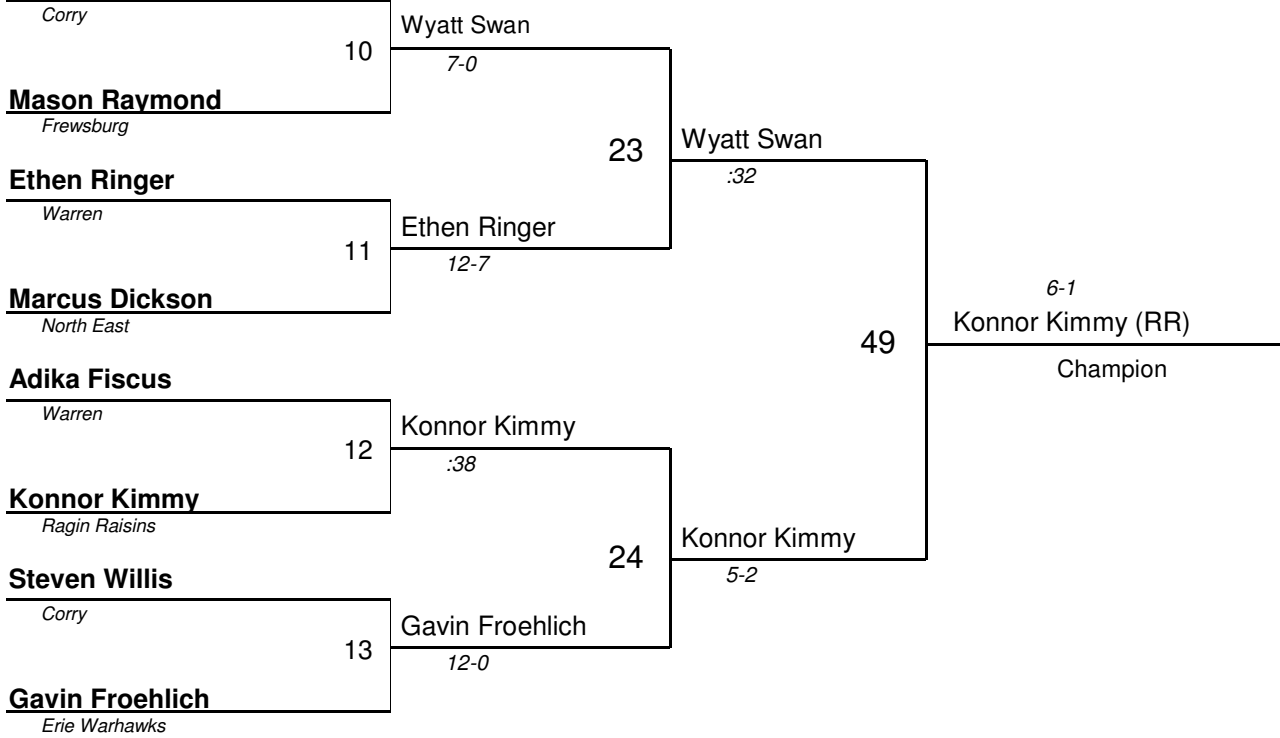 Corry
10
Wyatt Swan
7-0
Mason Raymond
Frewsburg
23
Wyatt Swan
:32
Ethen Ringer
Warren
11
Ethen Ringer
12-7
Marcus Dickson
North East
49
6-1
Konnor Kimmy (RR)
Champion
Adika Fiscus
Warren
12
Konnor Kimmy
:38
Konnor Kimmy
Ragin Raisins
24
Konnor Kimmy
5-2
Steven Willis
Corry
13
Gavin Froehlich
12-0
Gavin Froehlich
Erie Warhawks